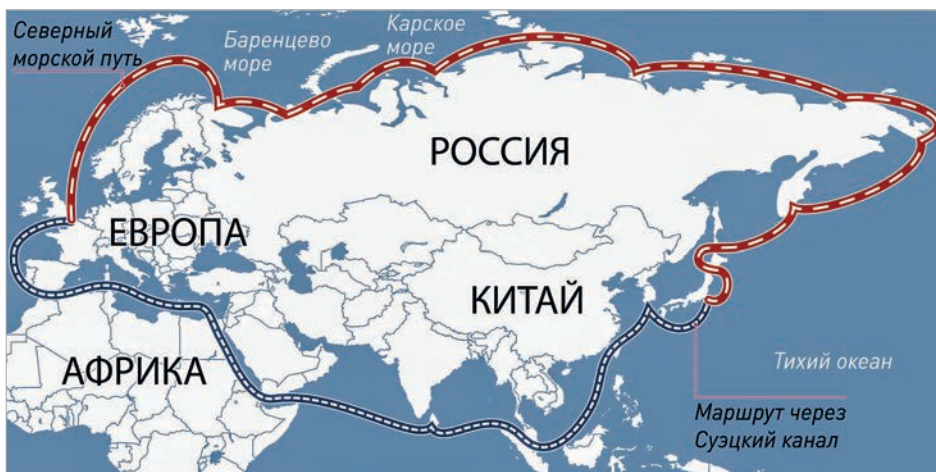 Северный
морской путь
Баренцево
море
Карское
море
РОССИЯ
ЕВРОПА
КИТАЙ
АФРИКА
Тихий океан
Маршрут через
Суэцкий канал